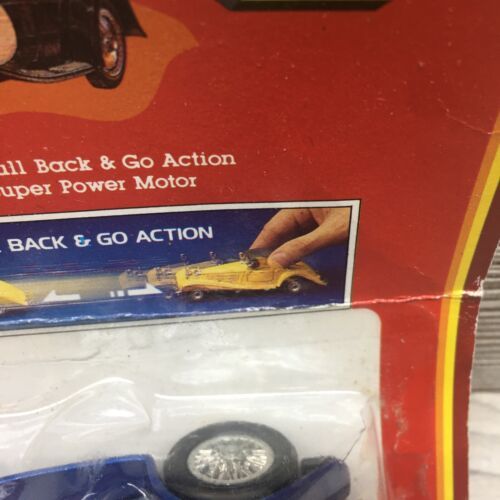 ull Back & Go Action
uper Power Motor
BACK & GO ACTION